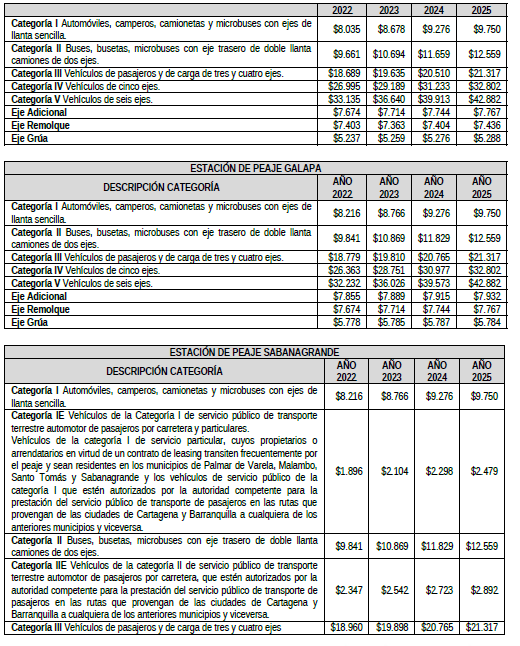 2022 2023 2024 2025
Categoría I Automóviles, camperos, camionetas y microbuses con ejes de
llanta sencilla. $8.035 $8.678 $9.276 $9.750
Categoría II Buses, busetas, microbuses con eje trasero de doble llanta
camiones de dos ejes. $9.661 $10.694 $11.659 $12.559
Categoría III Vehículos de pasajeros y de carga de tres y cuatro ejes. $18.689 $19.635 $20.510 $21.317
Categoría IV Vehículos de cinco ejes. $26.995 $29.189 $31.233 $32.802
Categoría V Vehículos de seis ejes. $33.135 $36.640 $39.913 $42.882
Eje Adicional $7.674 $7.714 $7.744 $7.767
Eje Remolque $7.403 $7.363 $7.404 $7.436
Eje Grúa $5.237 $5.259 $5.276 $5.288
ESTACIÓN DE PEAJE GALAPA
DESCRIPCIÓN CATEGORÍA AÑO 2022 AÑO 2023 AÑO 2024 AÑO 2025
Categoría I Automóviles, camperos, camionetas y microbuses con ejes de
llanta sencilla. $8.216 $8.766 $9.276 $9.750
Categoría II Buses, busetas, microbuses con eje trasero de doble llanta
camiones de dos ejes. $9.841 $10.869 $11.829 $12.559
Categoría III Vehículos de pasajeros y de carga de tres y cuatro ejes. $18.779 $19.810 $20.765 $21.317
Categoría IV Vehículos de cinco ejes. $26.363 $28.751 $30.977 $32.802
Categoría V Vehículos de seis ejes. $32.232 $36.026 $39.573 $42.882
Eje Adicional $7.855 $7.889 $7.915 $7.932
Eje Remolque $7.674 $7.714 $7.744 $7.767
Eje Grúa $5.778 $5.785 $5.787 $5.784
ESTACIÓN DE PEAJE SABANAGRANDE
DESCRIPCIÓN CATEGORÍA AÑO 2022 AÑO 2023 AÑO 2024 AÑO 2025
Categoría I Automóviles, camperos, camionetas y microbuses con ejes de
llanta sencilla. $8.216 $8.766 $9.276 $9.750
Categoría IE Vehículos de la Categoría I de servicio público de transporte
terrestre automotor de pasajeros por carretera y particulares.
Vehículos de la categoría I de servicio particular, cuyos propietarios o
arrendatarios en virtud de un contrato de leasing transiten frecuentemente por
el peaje y sean residentes en los municipios de Palmar de Varela, Malambo,
Santo Tomás y Sabanagrande y los vehículos de servicio público de la
categoría I que estén autorizados por la autoridad competente para la
prestación del servicio público de transporte de pasajeros en las rutas que
provengan de las ciudades de Cartagena y Barranquilla a cualquiera de los
anteriores municipios y viceversa. $1.896 $2.104 $2.298 $2.479
Categoría II Buses, busetas, microbuses con eje trasero de doble llanta
camiones de dos ejes. $9.841 $10.869 $11.829 $12.559
Categoría IIE Vehículos de la categoría II de servicio público de transporte
terrestre automotor de pasajeros por carretera, que estén autorizados por la
autoridad competente para la prestación del servicio público de transporte de
pasajeros en las rutas que provengan de las ciudades de Cartagena y
Barranquilla a cualquiera de los anteriores municipios y viceversa. $2.347 $2.542 $2.723 $2.892
Categoría III Vehículos de pasajeros y de carga de tres y cuatro ejes $18.960 $19.898 $20.765 $21.317